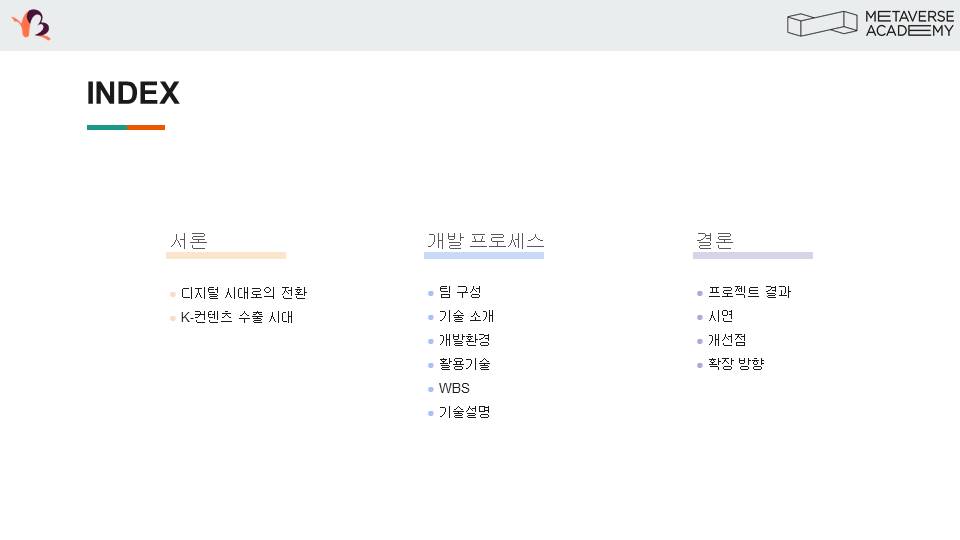 METAVERSE
ACADEMY
INDEX
서론
디지털 시대로의 전환
K-컨텐츠 수출 시대
개발 프로세스
팀 구성
기술 소개
개발환경
활용기술
WBS
기술설명
결론
프로젝트 결과
시연
개선점
확장 방향